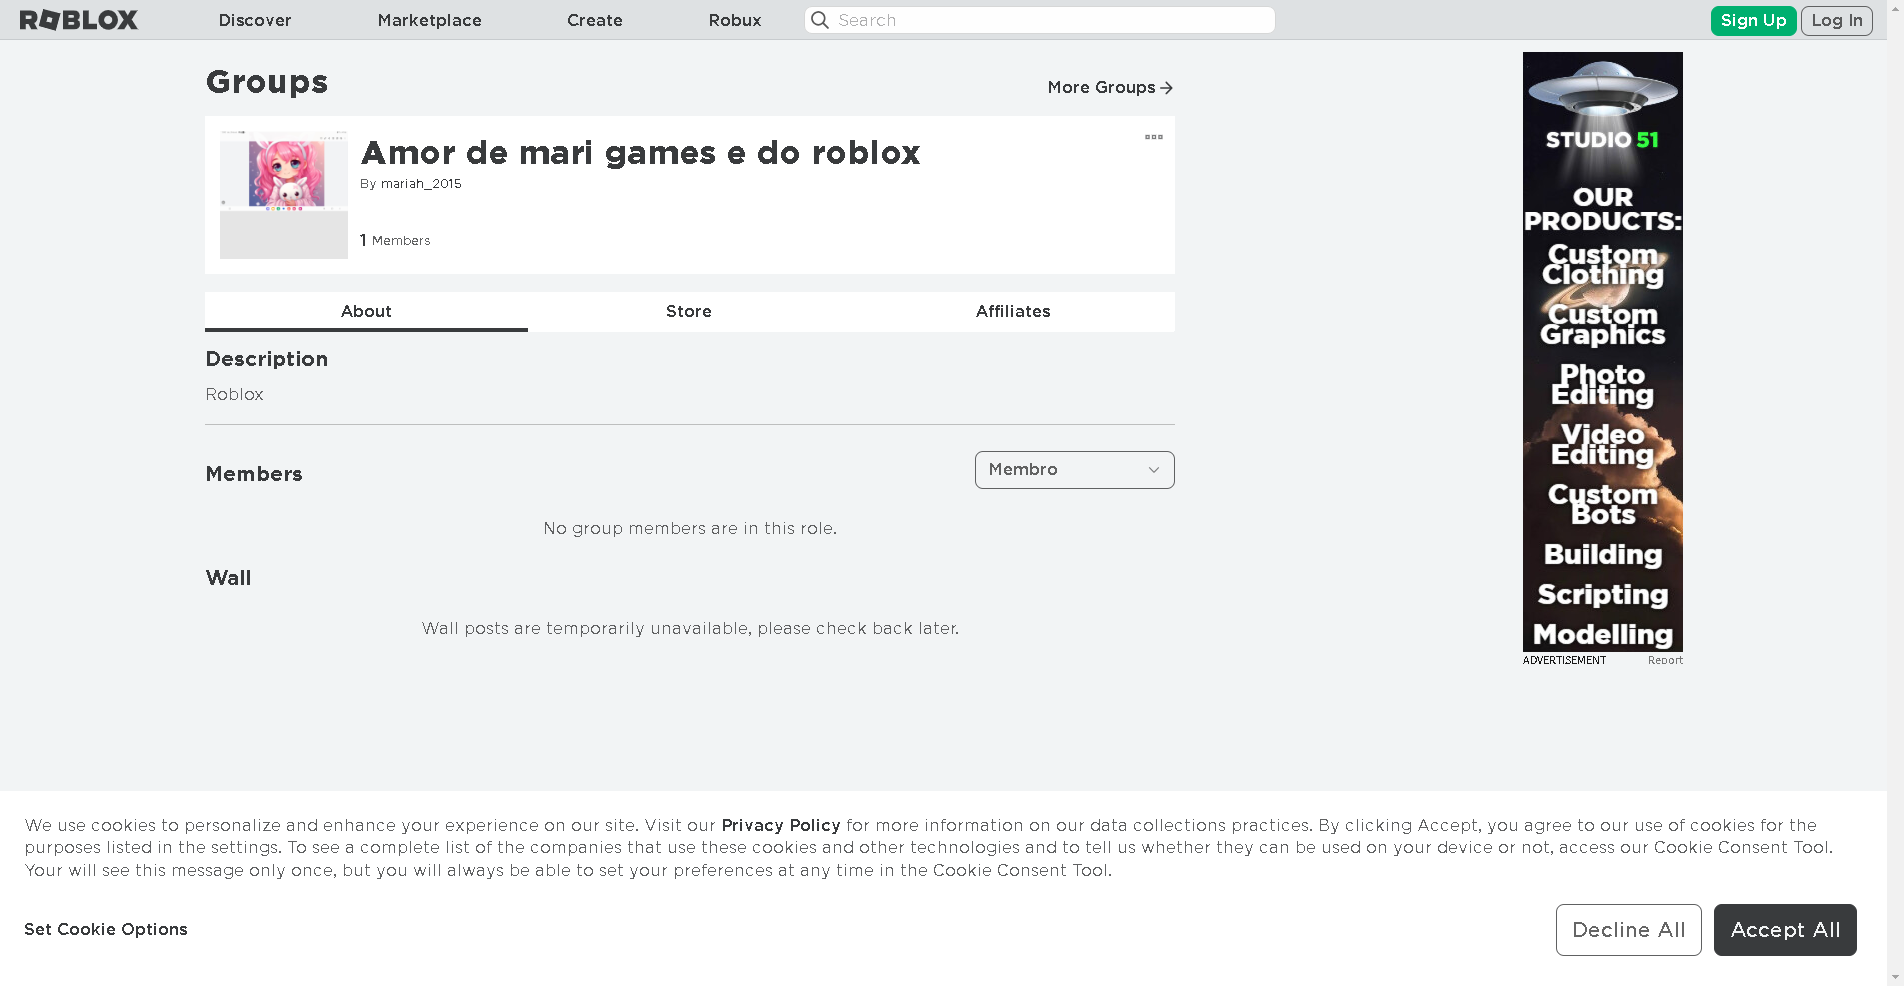 ROBLOX
Discover
Marketplace
Create
Robux
Search
Sign Up
Log In
Groups
More Groups
Amor de mari games e do roblox
By mariah_2015
1 Members
About
Store
Affiliates
Description
Roblox
Members
Membro
No group members are in this role.
Wall
Wall posts are temporarily unavailable, please check back later.
STUDIO 51
OUR
PRODUCTS:
Custom
Clothing
Custom
Graphics
Photo
Editing
Video
Editing
Custom
Bots
Building
Scripting
Modelling
ADVERTISEMENT
Report
We use cookies to personalize and enhance your experience on our site. Visit our Privacy Policy for more information on our data collections practices. By clicking Accept, you agree to our use of cookies for the
purposes listed in the settings. To see a complete list of the companies that use these cookies and other technologies and to tell us whether they can be used on your device or not, access our Cookie Consent Tool.
Your will see this message only once, but you will always be able to set your preferences at any time in the Cookie Consent Tool.
Set Cookie Options
Decline All
Accept All